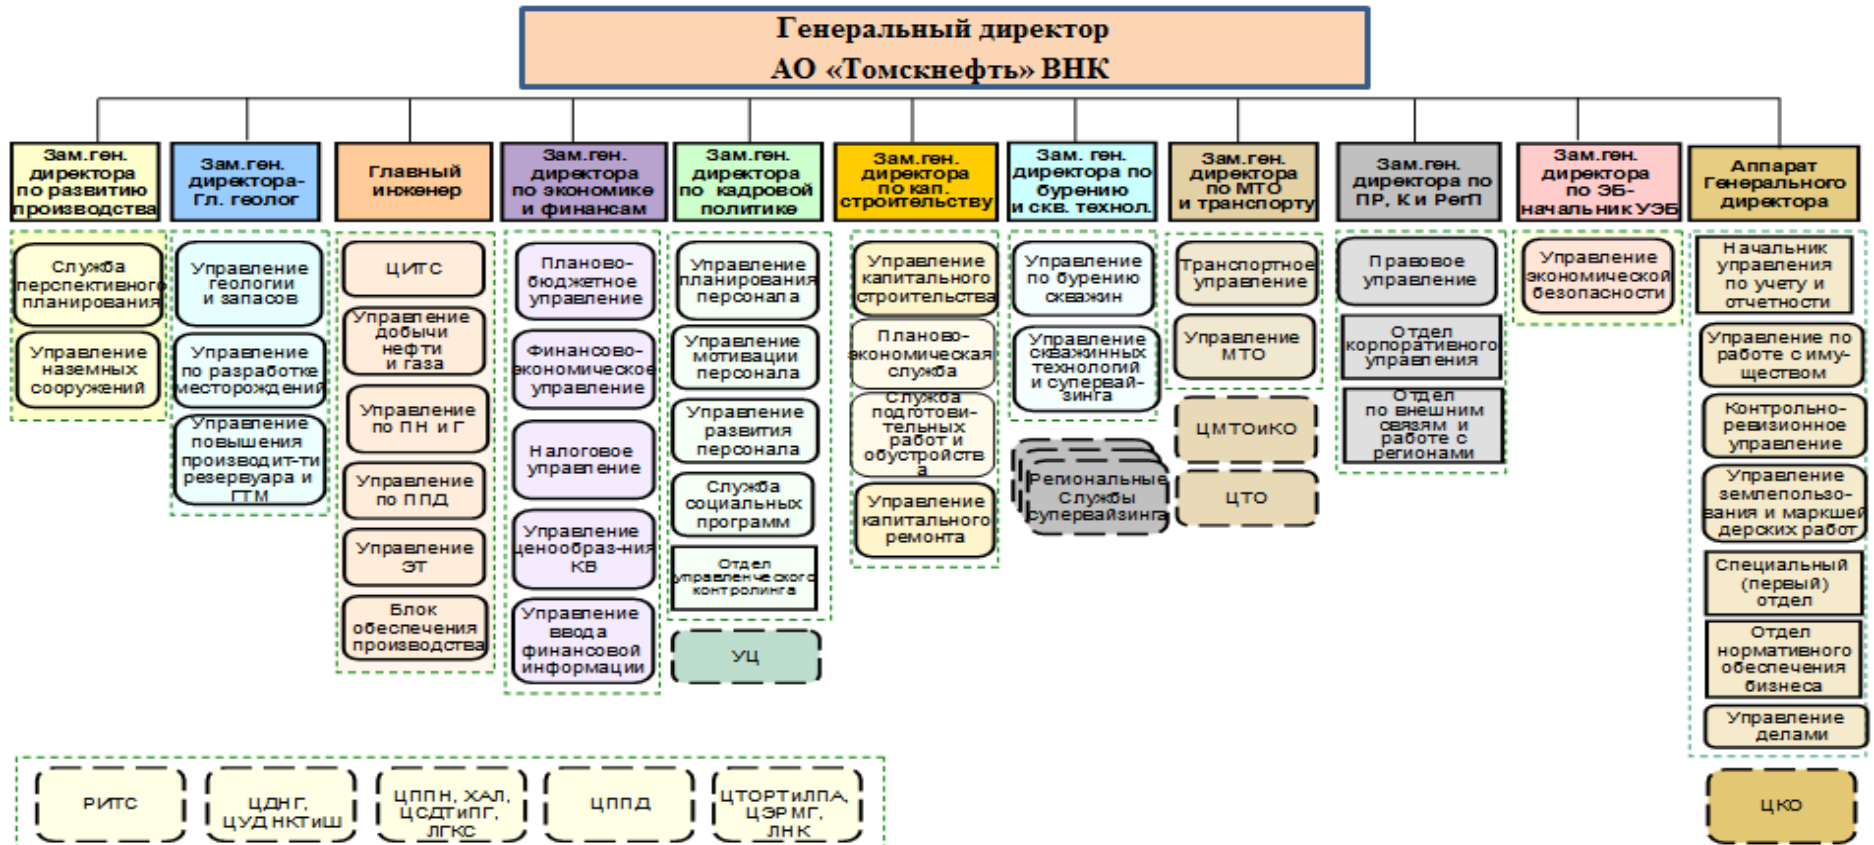 Генеральный директор
АО «Томскнефть» ВНК
Зам.ген.
директора
по развитию
производства
Служба
перспективного
планирования
Управление
наземных
сооружений
Зам.ген.
директора-
Гл. геолог
Управление
геологии
и запасов
Управление
по разработке
месторождений
Управление
повышения
производит-ти
резервуара и
ГТМ
Главный
инженер
ЦИТС
Управление
добычи
нефти
и газа
Управление
по ПН и Г
Управление
по ППД
Управление
ЭТ
Блок
обеспечения
производства
Зам.ген.
директора
по экономике
и финансам
Планово-
бюджетное
управление
Финансово-
экономическое
управление
Налоговое
управление
Управление
ценообраз-ния
КВ
Управление
ввода
финансовой
информации
Зам.ген.
директора
по кадровой
политике
Управление
планирования
персонала
Управление
мотивации
персонала
Управление
развития
персонала
Служба
социальных
программ
Отдел
управленческого
контролинга
УЦ
Зам.ген.
директора
по кап.
строительству
Управление
капитального
строительства
Планово-
экономическая
служба
Служба
подготови-
тельных
работ и
обустройств
а
Управление
капитального
ремонта
Зам. ген.
директора по
бурению
и скв. технол.
Управление
по бурению
скважин
Управление
скважинных
технологий
и супервай-
зинга
Региональные
Службы
супервайзинга
Зам.ген.
директора
по МТО
и транспорту
Транспортное
управление
Управление
МТО
ЦМТОиКО
ЦТО
Зам.ген.
директора по
ПР, К и РегП
Правовое
управление
Отдел
корпоративного
управления
Отдел
по внешним
связям и
работе с
регионами
Зам.ген.
директора
по ЭБ-
начальник УЭБ
Управление
экономической
безопасности
Аппарат
Генерального
директора
Начальник
управления
по учету и
отчетности
Управление по
работе с иму-
ществом
Контрольно-
ревизионное
управление
Управление
землепользо-
вания и маркшей
дерских работ
Специальный
(первый)
отдел
Отдел
нормативного
обеспечения
бизнеса
Управление
делами
ЦКО
РИТС
ЦДНГ,
ЦУДНКТиШ
ЦППН, ХАЛ,
ЦСДТиПГ,
ЛГКС
ЦППД
ЦТОРТиЛПА,
ЦЭРМГ,
ЛНК